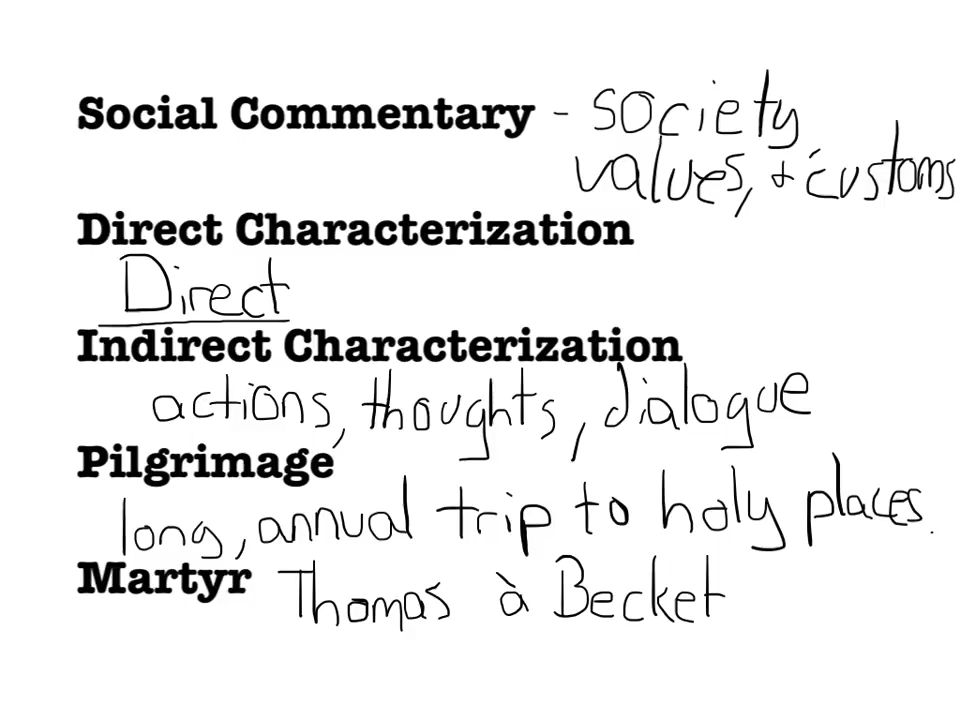 Social Commentary - society
values, + customs
Direct Characterization
Direct
Indirect Characterization
actions, thoughts, dialogue
Pilgrimage
long, annual trip to holy places.
Martyr Thomas à Becket